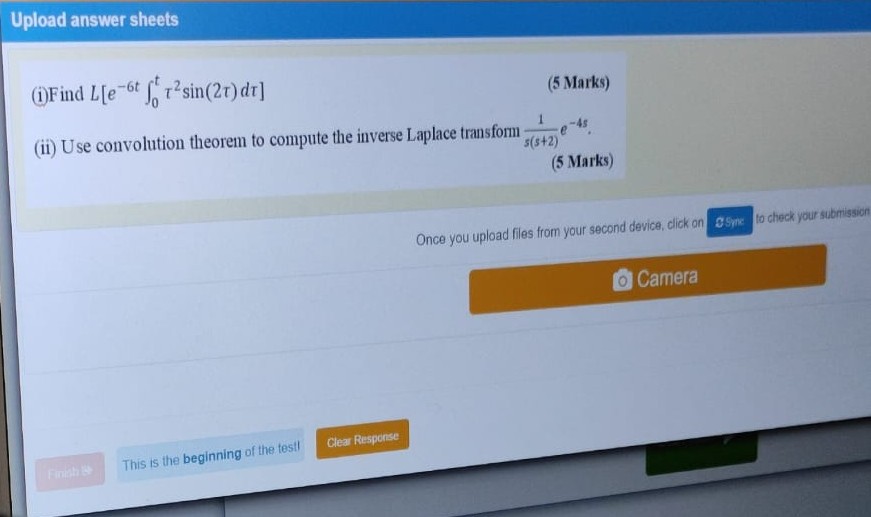 Upload answer sheets
(i)Find L[e^{-6t} ∫_0^t τ² sin(2τ) dτ]
(5 Marks)
(ii) Use convolution theorem to compute the inverse Laplace transform \frac{1}{s(s+2)} e^{-4s}.
(5 Marks)
Once you upload files from your second device, click on Sync to check your submission
Camera
Finish This is the beginning of the test! Clear Response